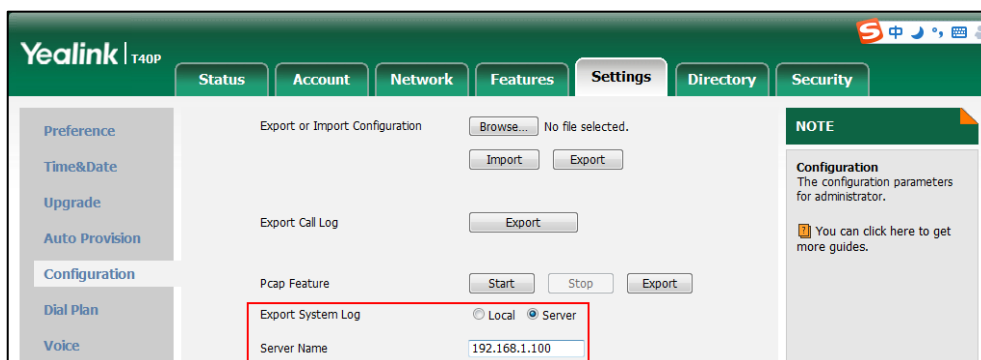 Yealink T40P
中
Status Account Network Features Settings Directory Security
Preference
Time&Date
Upgrade
Auto Provision
Configuration
Dial Plan
Voice
Export or Import Configuration Browse... No file selected.
Import Export
Export Call Log Export
Pcap Feature Start Stop Export
Export System Log Local Server
Server Name 192.168.1.100
NOTE
Configuration
The configuration parameters
for administrator.
You can click here to get
more guides.